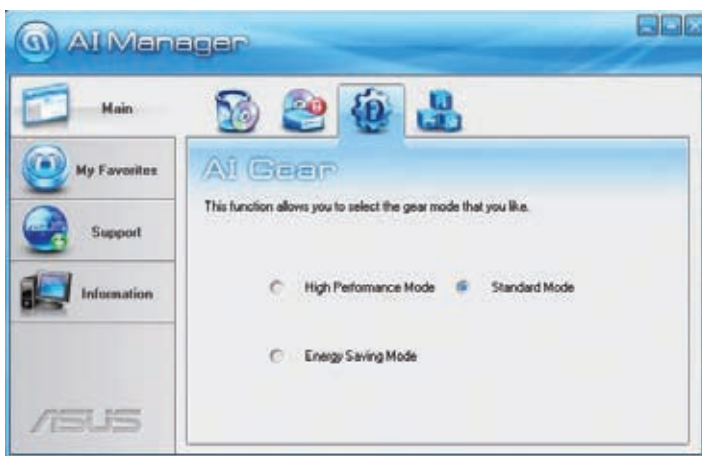 AI Manager
Main
My Favorites
Support
Information
AI Gear
This function allows you to select the gear mode that you like.
High Performance Mode
Standard Mode
Energy Saving Mode
ASUS